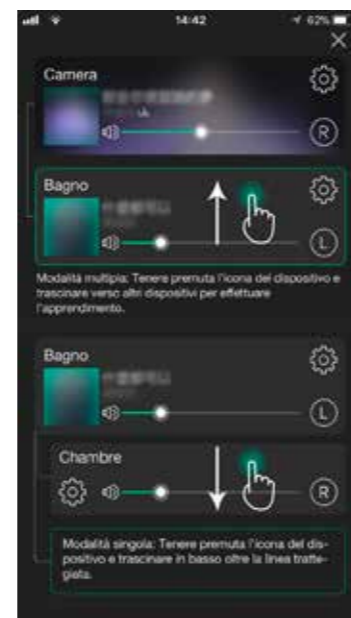 14:42
62%
Camera
R
Bagno
L
Modalità multipla: Tenere premuta l'icona del dispositivo e
trascinare verso altri dispositivi per effettuare
l'apprendimento.
Bagno
L
Chambre
R
Modalità singola: Tenere premuta l'icona del dis-
positivo e trascinare in basso oltre la linea tratte-
giata.